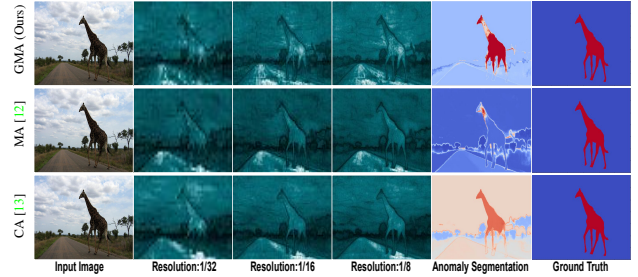 GMA (Ours)
MA [12]
CA [13]
Input Image Resolution:1/32 Resolution:1/16 Resolution:1/8 Anomaly Segmentation Ground Truth